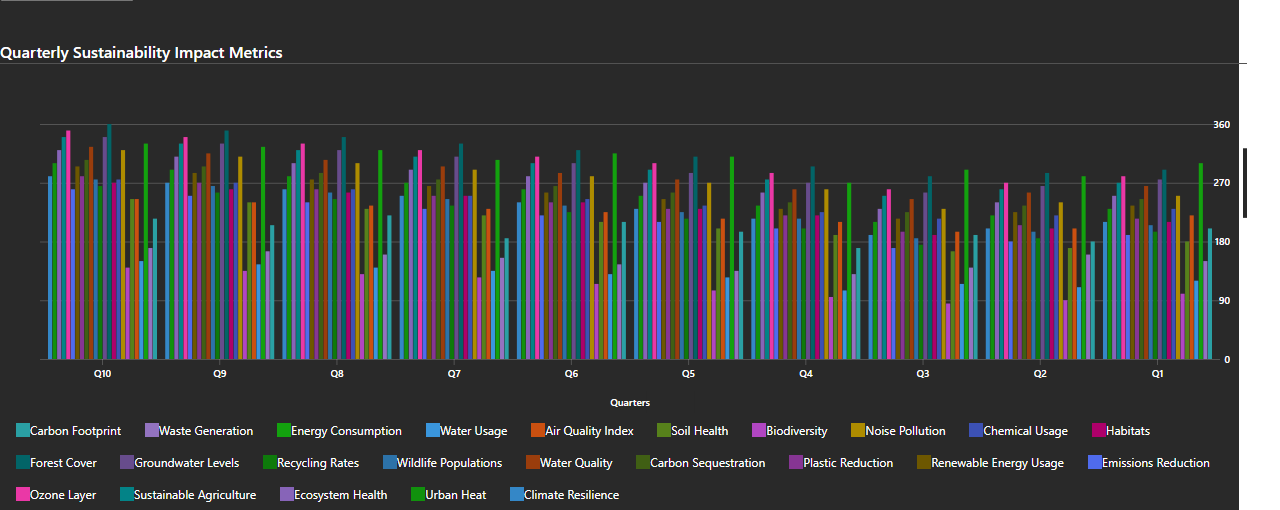 Quarterly Sustainability Impact Metrics
360
270
180
90
0
Q10 Q9 Q8 Q7 Q6 Q5 Q4 Q3 Q2 Q1
Quarters
Carbon Footprint Waste Generation Energy Consumption Water Usage Air Quality Index Soil Health Biodiversity Noise Pollution Chemical Usage Habitats
Forest Cover Groundwater Levels Recycling Rates Wildlife Populations Water Quality Carbon Sequestration Plastic Reduction Renewable Energy Usage Emissions Reduction
Ozone Layer Sustainable Agriculture Ecosystem Health Urban Heat Climate Resilience